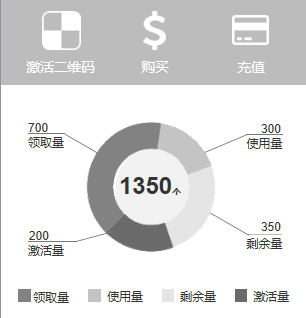 激活二维码 购买 充值
700
领取量
300
使用量
1350个
200
激活量
350
剩余量
领取量 使用量 剩余量 激活量